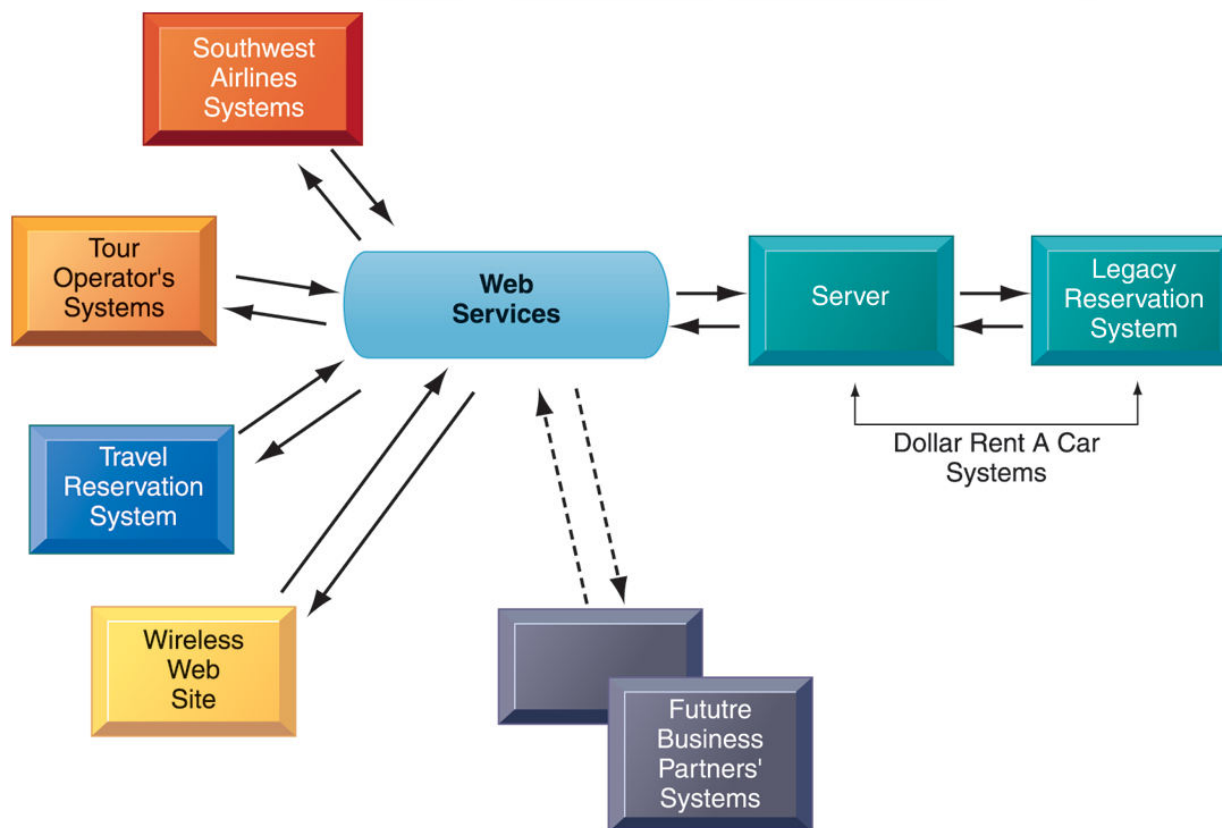 Southwest
Airlines
Systems
Tour
Operator's
Systems
Travel
Reservation
System
Wireless
Web
Site
Web
Services
Server
Legacy
Reservation
System
Dollar Rent A Car
Systems
Fututre
Business
Partners'
Systems